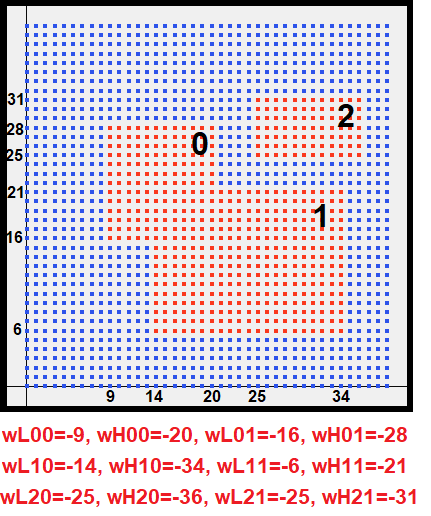 31
2
28
0
25
21
1
16
6
9 14 20 25 34
wL00=-9, wH00=-20, wL01=-16, wH01=-28
wL10=-14, wH10=-34, wL11=-6, wH11=-21
wL20=-25, wH20=-36, wL21=-25, wH21=-31